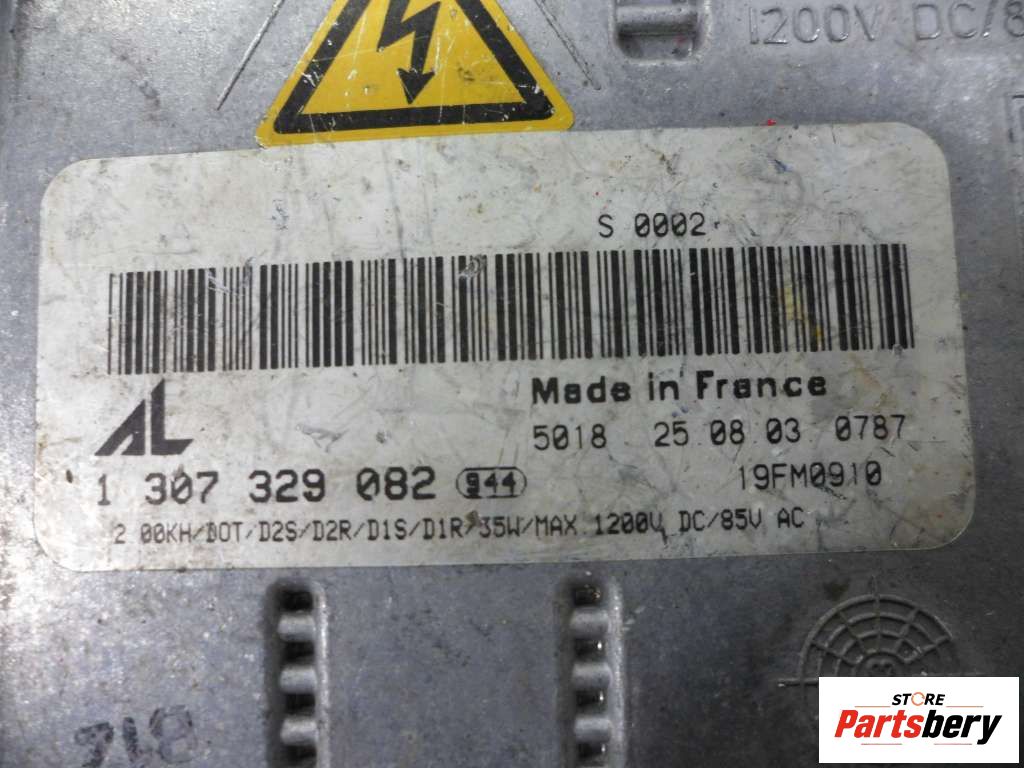 1200V DC/8
S 0002
Made in France
5018 25 08 03 0787
AL
1 307 329 082 944
19FM0910
2 00KH/DOT/D2S/D2R/D1S/D1R/35W/MAX 1200V DC/85V AC
STORE
Partsbery